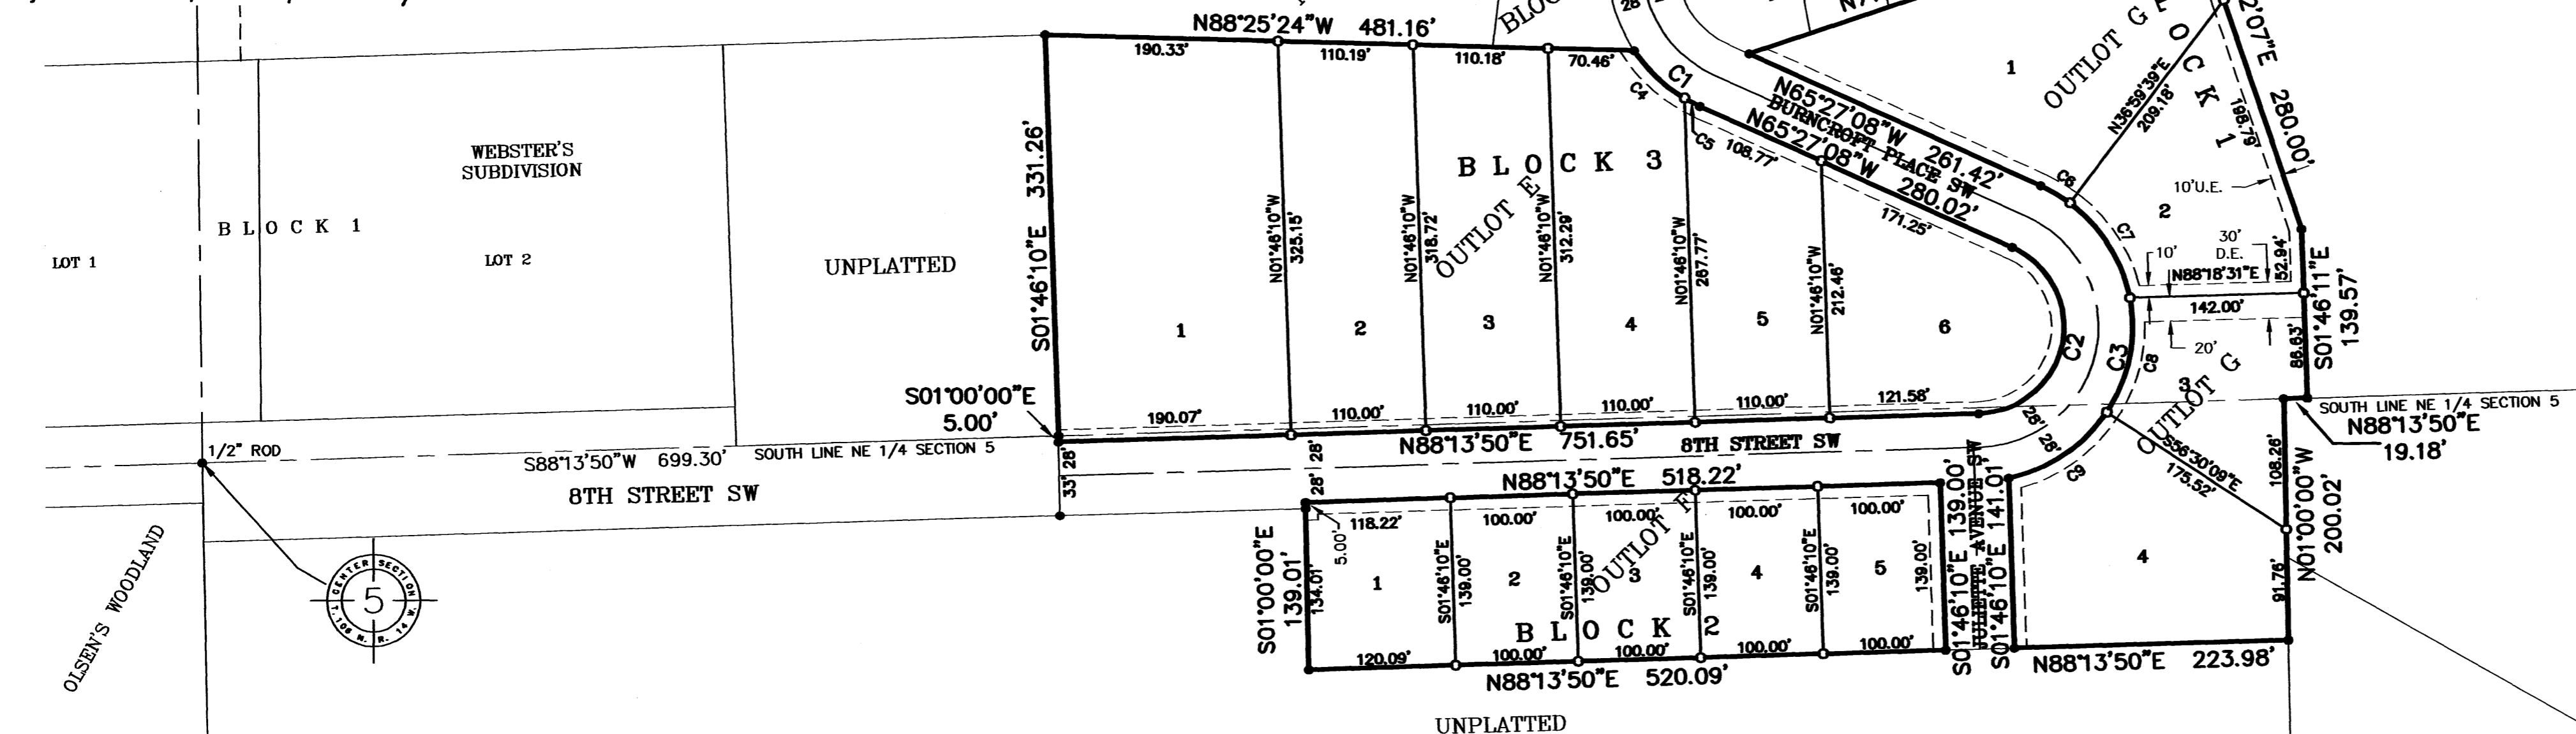 N88°25'24"W 481.16'
190.33'
110.19'
110.18'
70.46'
C1
C4
C5
28'
BLOC
N65°27'08"W 261.42'
BURNCROFT PLACE SW
N65°27'08"W 280.02'
108.77'
171.25'
1
OUTLOT G
BLOCK 1
2'07"E 280.00'
N36°59'39"E
209.18'
198.79'
C6
C7
10'U.E.
2
30'
D.E.
10'
N88°18'31"E
52.94'
142.00'
20'
S01°46'11"E
139.57'
86.63'
C2
C3
C8
3
OUTLOT G
WEBSTER'S
SUBDIVISION
BLOCK 1
LOT 1
LOT 2
UNPLATTED
S01°46'10"E 331.26'
S01°00'00"E
5.00'
N01°46'10"W
325.15'
N01°46'10"W
318.72'
N01°46'10"W
312.29'
N01°46'10"W
267.77'
N01°46'10"W
212.46'
BLOCK 3
OUTLOT E
1
2
3
4
5
6
190.07'
110.00'
110.00'
110.00'
110.00'
121.58'
N88°13'50"E 751.65'
8TH STREET SW
28' 28'
SOUTH LINE NE 1/4 SECTION 5
N88°13'50"E
19.18'
1/2" ROD
S88°13'50"W 699.30'
SOUTH LINE NE 1/4 SECTION 5
8TH STREET SW
33' 28'
28' 28'
N88°13'50"E 518.22'
C9
S56°30'09"E
175.52'
108.26'
N01°00'00"W
200.02'
91.76'
118.22'
100.00'
100.00'
100.00'
100.00'
5.00'
S01°00'00"E
139.01'
134.01'
S01°46'10"E
139.00'
S01°46'10"E
139.00'
S01°46'10"E
139.00'
S01°46'10"E
139.00'
139.00'
S01°46'10"E 139.00'
JULIETTE AVENUE SW
S01°46'10"E 141.01'
1
2
3
4
5
4
OUTLOT F
BLOCK 2
120.09'
100.00'
100.00'
100.00'
100.00'
N88°13'50"E 520.09'
N88°13'50"E 223.98'
UNPLATTED
OLSEN'S WOODLAND
CENTER SECTION
5
T. 106 N. R. 14 W.